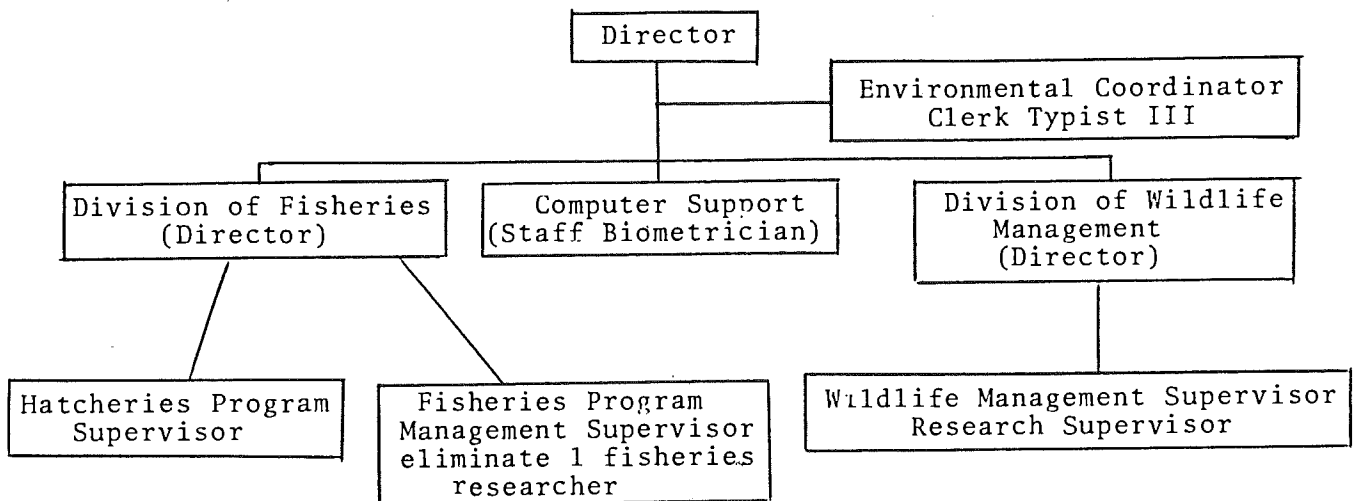 Director
Environmental Coordinator
Clerk Typist III
Division of Fisheries
(Director)
Computer Support
(Staff Biometrician)
Division of Wildlife
Management
(Director)
Hatcheries Program
Supervisor
Fisheries Program
Management Supervisor
eliminate 1 fisheries
researcher
Wildlife Management Supervisor
Research Supervisor